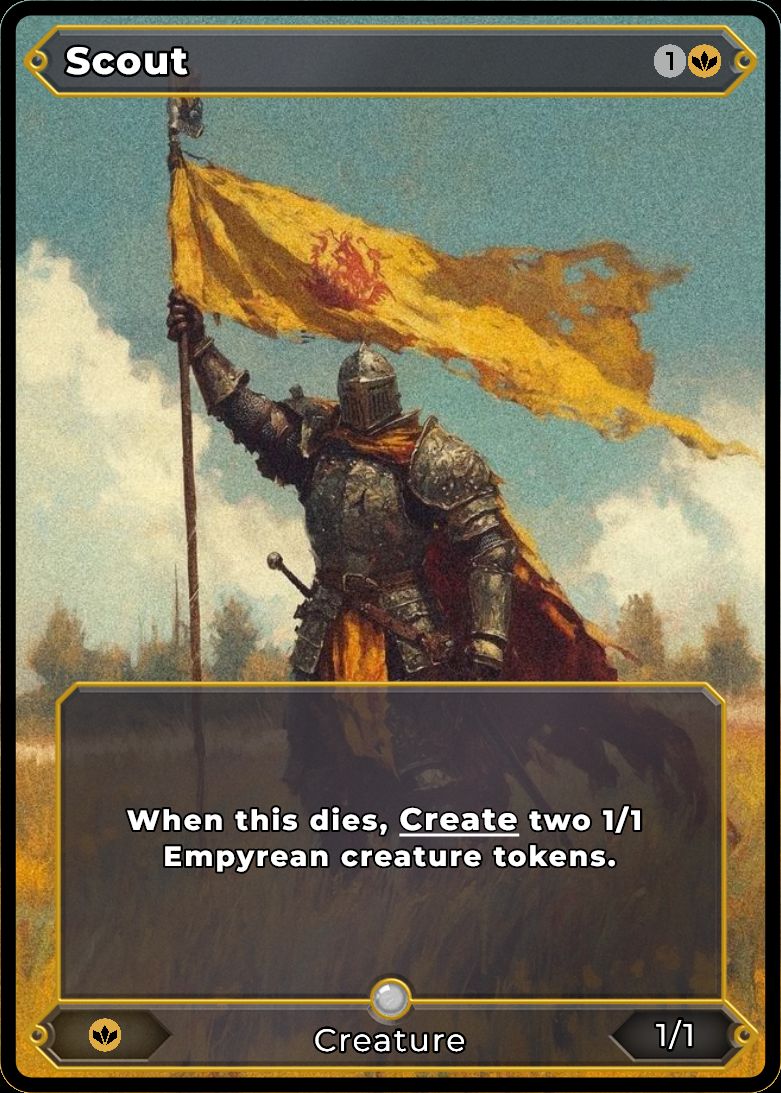 Scout
1
When this dies, Create two 1/1
Empyrean creature tokens.
Creature
1/1